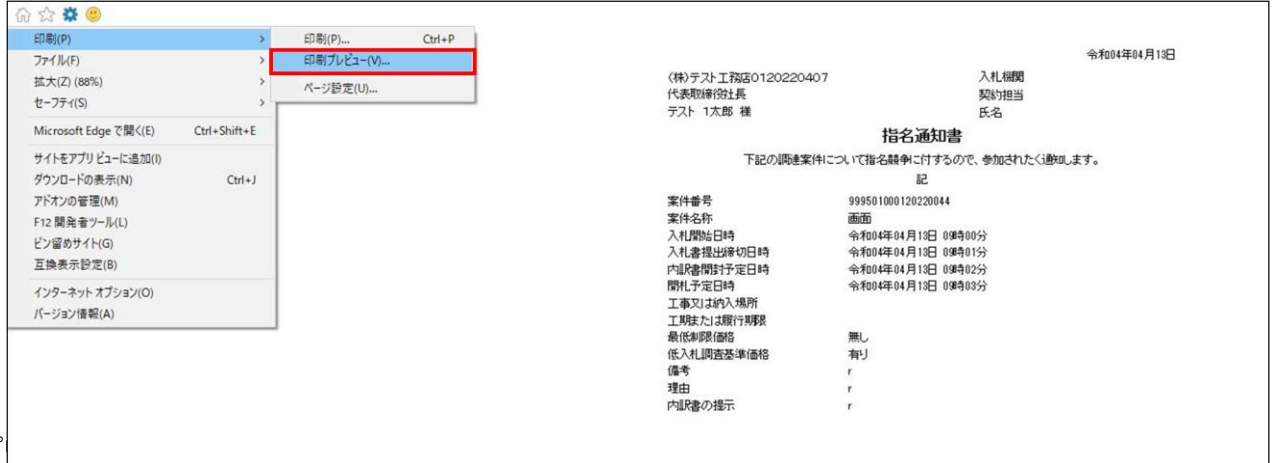 印刷(P) >
ファイル(F) >
拡大(Z) (88%) >
セーフティ(S) >
Microsoft Edge で開く(E) Ctrl+Shift+E
サイトをアプリ ビューに追加(I)
ダウンロードの表示(N) Ctrl+J
アドオンの管理(M)
F12 開発者ツール(L)
ピン留めサイト(G)
互換表示設定(B)
インターネット オプション(O)
バージョン情報(A)
印刷(P)... Ctrl+P
印刷プレビュー(V)...
ページ設定(U)...
令和04年04月13日
(株)テスト工務店0120220407 入札機関
代表取締役社長 契約担当
テスト 1太郎 様 氏名
指名通知書
下記の調達案件について指名競争に付するので、参加されたく通知します。
記
案件番号 999501000120220044
案件名称 画面
入札開始日時 令和04年04月13日 09時00分
入札書提出締切日時 令和04年04月13日 09時01分
内訳書開封予定日時 令和04年04月13日 09時02分
開札予定日時 令和04年04月13日 09時03分
工事又は納入場所
工期または履行期限
最低制限価格 無し
低入札調査基準価格 有り
備考 r
理由 r
内訳書の提示 r